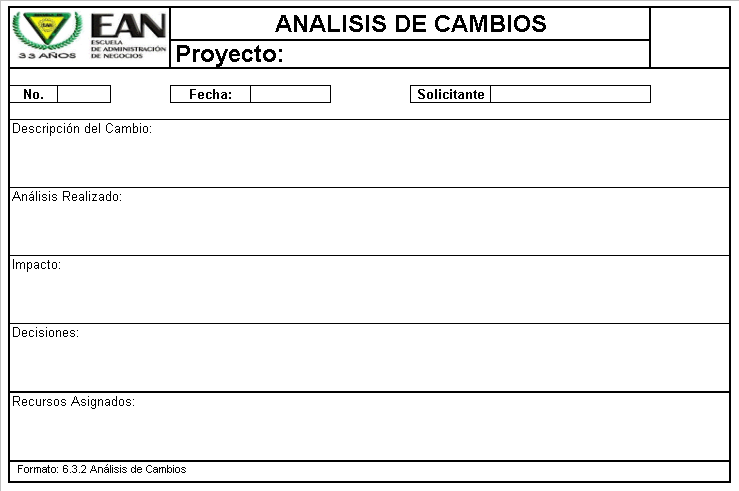 EAN
ESCUELA
DE ADMINISTRACIÓN
DE NEGOCIOS
33 AÑOS
ANALISIS DE CAMBIOS
Proyecto:
No. Fecha: Solicitante
Descripción del Cambio:
Análisis Realizado:
Impacto:
Decisiones:
Recursos Asignados:
Formato: 6.3.2 Análisis de Cambios